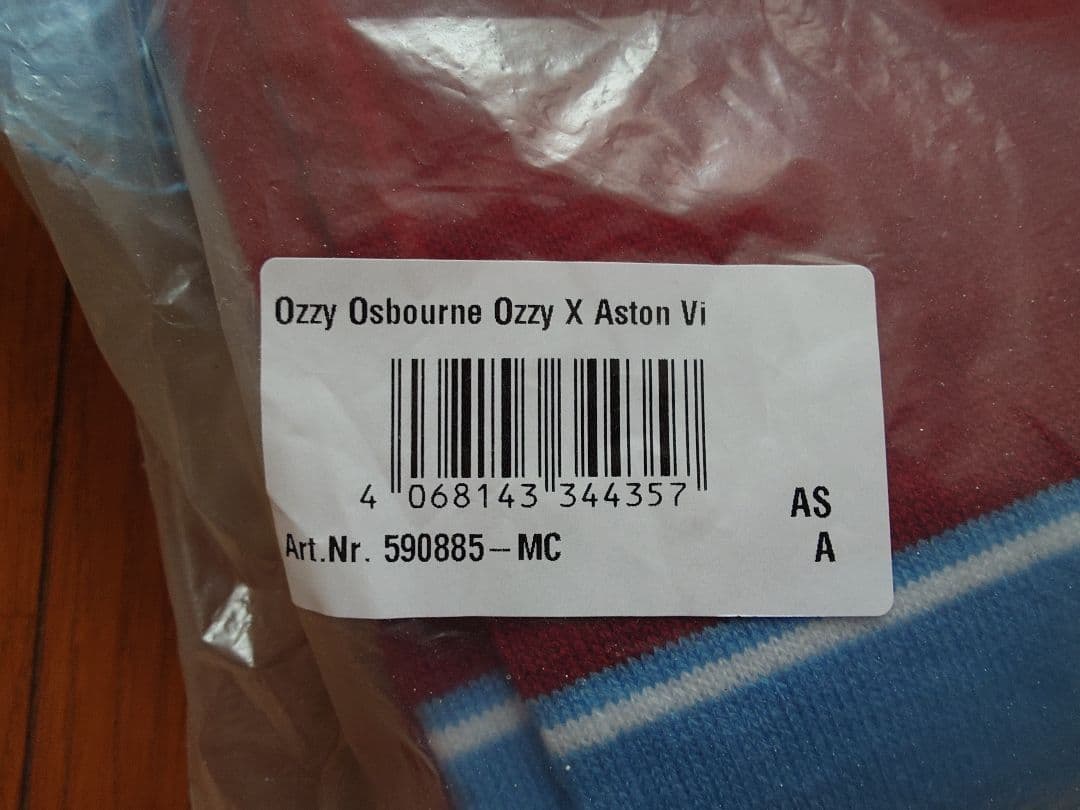 Ozzy Osbourne Ozzy X Aston Vi
4 068143 344357
AS
Art.Nr. 590885-MC
A